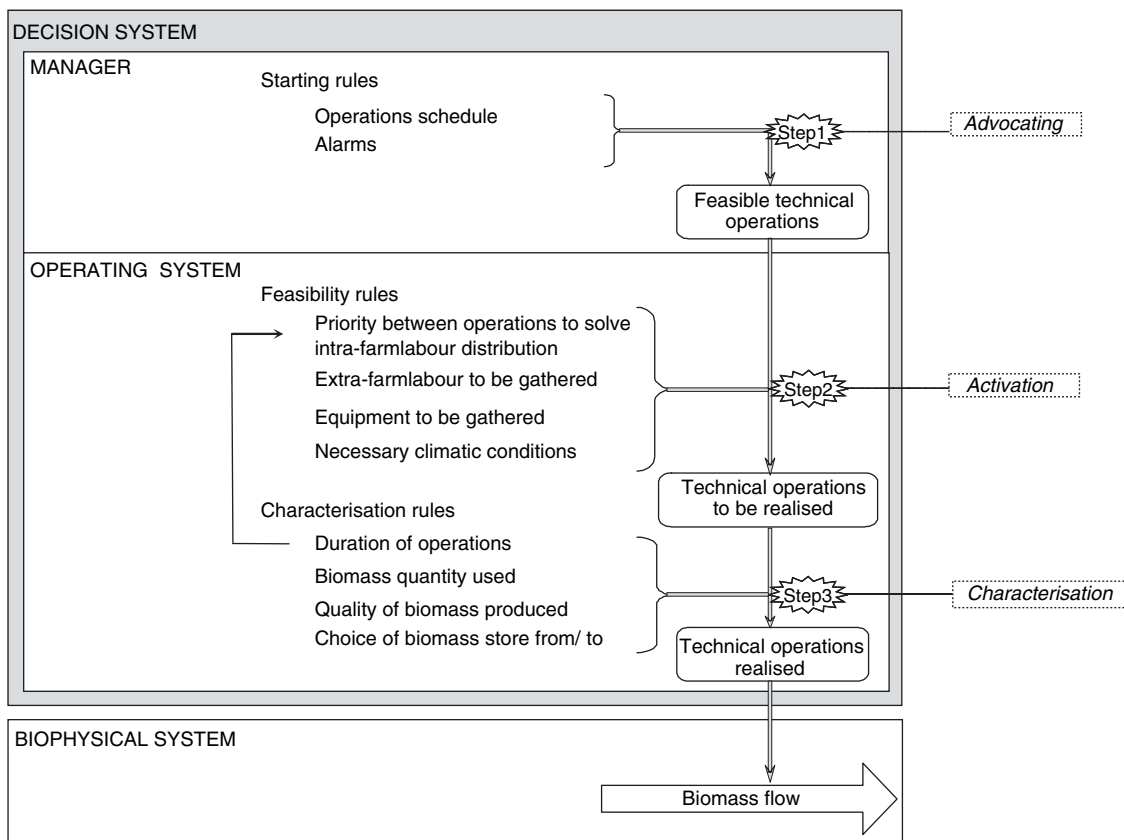 DECISION SYSTEM
MANAGER
Starting rules
Operations schedule
Alarms
Step1
Advocating
Feasible technical
operations
OPERATING SYSTEM
Feasibility rules
Priority between operations to solve
intra-farmlabour distribution
Extra-farmlabour to be gathered
Equipment to be gathered
Necessary climatic conditions
Step2
Activation
Technical operations
to be realised
Characterisation rules
Duration of operations
Biomass quantity used
Quality of biomass produced
Choice of biomass store from/ to
Step3
Characterisation
Technical operations
realised
BIOPHYSICAL SYSTEM
Biomass flow